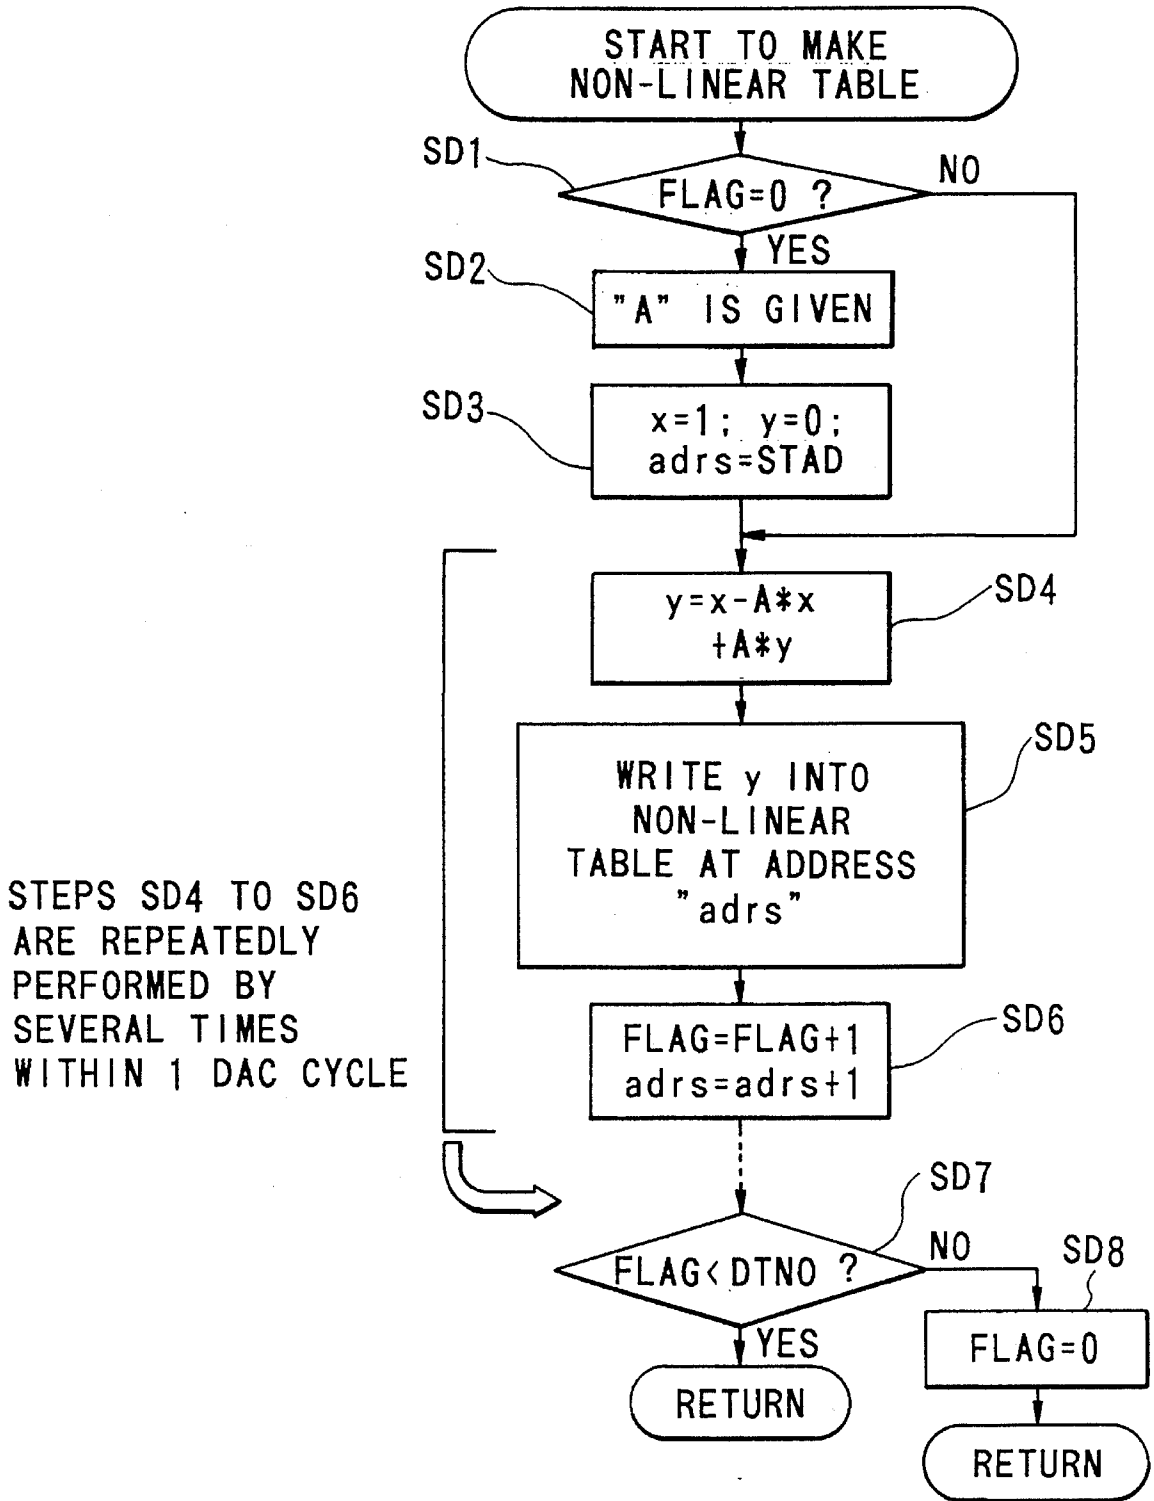 START TO MAKE
NON-LINEAR TABLE
SD1
FLAG=0 ?
NO
YES
SD2
"A" IS GIVEN
SD3
x=1; y=0;
adrs=STAD
y=x-A*x
+A*y
SD4
WRITE y INTO
NON-LINEAR
TABLE AT ADDRESS
"adrs"
SD5
STEPS SD4 TO SD6
ARE REPEATEDLY
PERFORMED BY
SEVERAL TIMES
WITHIN 1 DAC CYCLE
FLAG=FLAG+1
adrs=adrs+1
SD6
SD7
FLAG<DTNO ?
NO
SD8
YES
FLAG=0
RETURN
RETURN